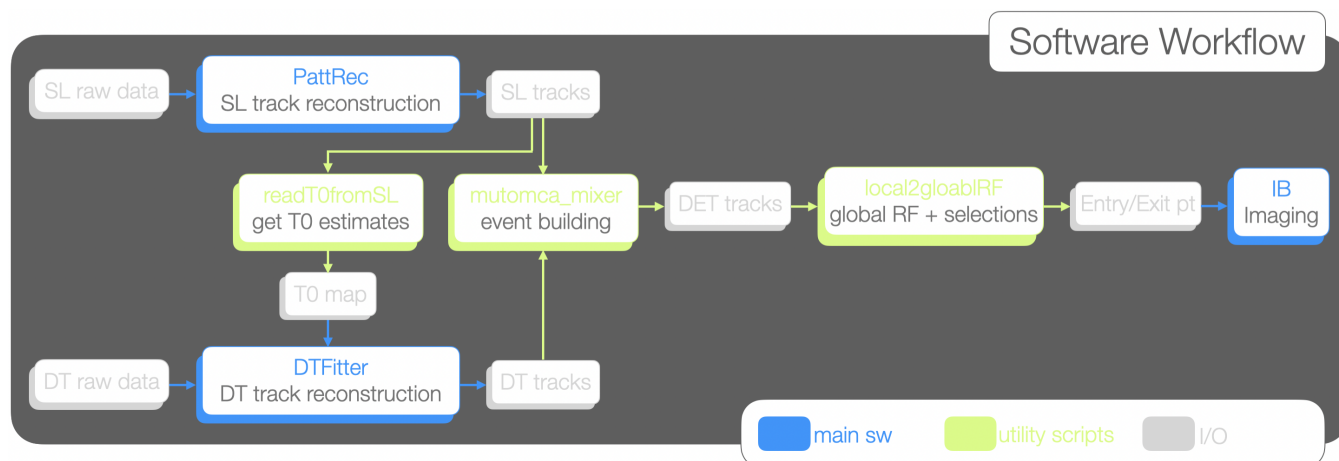 Software Workflow
SL raw data
PattRec
SL track reconstruction
SL tracks
readT0fromSL
get T0 estimates
mutomca_mixer
event building
DET tracks
local2gloablRF
global RF + selections
Entry/Exit pt
IB
Imaging
T0 map
DT raw data
DTFitter
DT track reconstruction
DT tracks
main sw
utility scripts
I/O